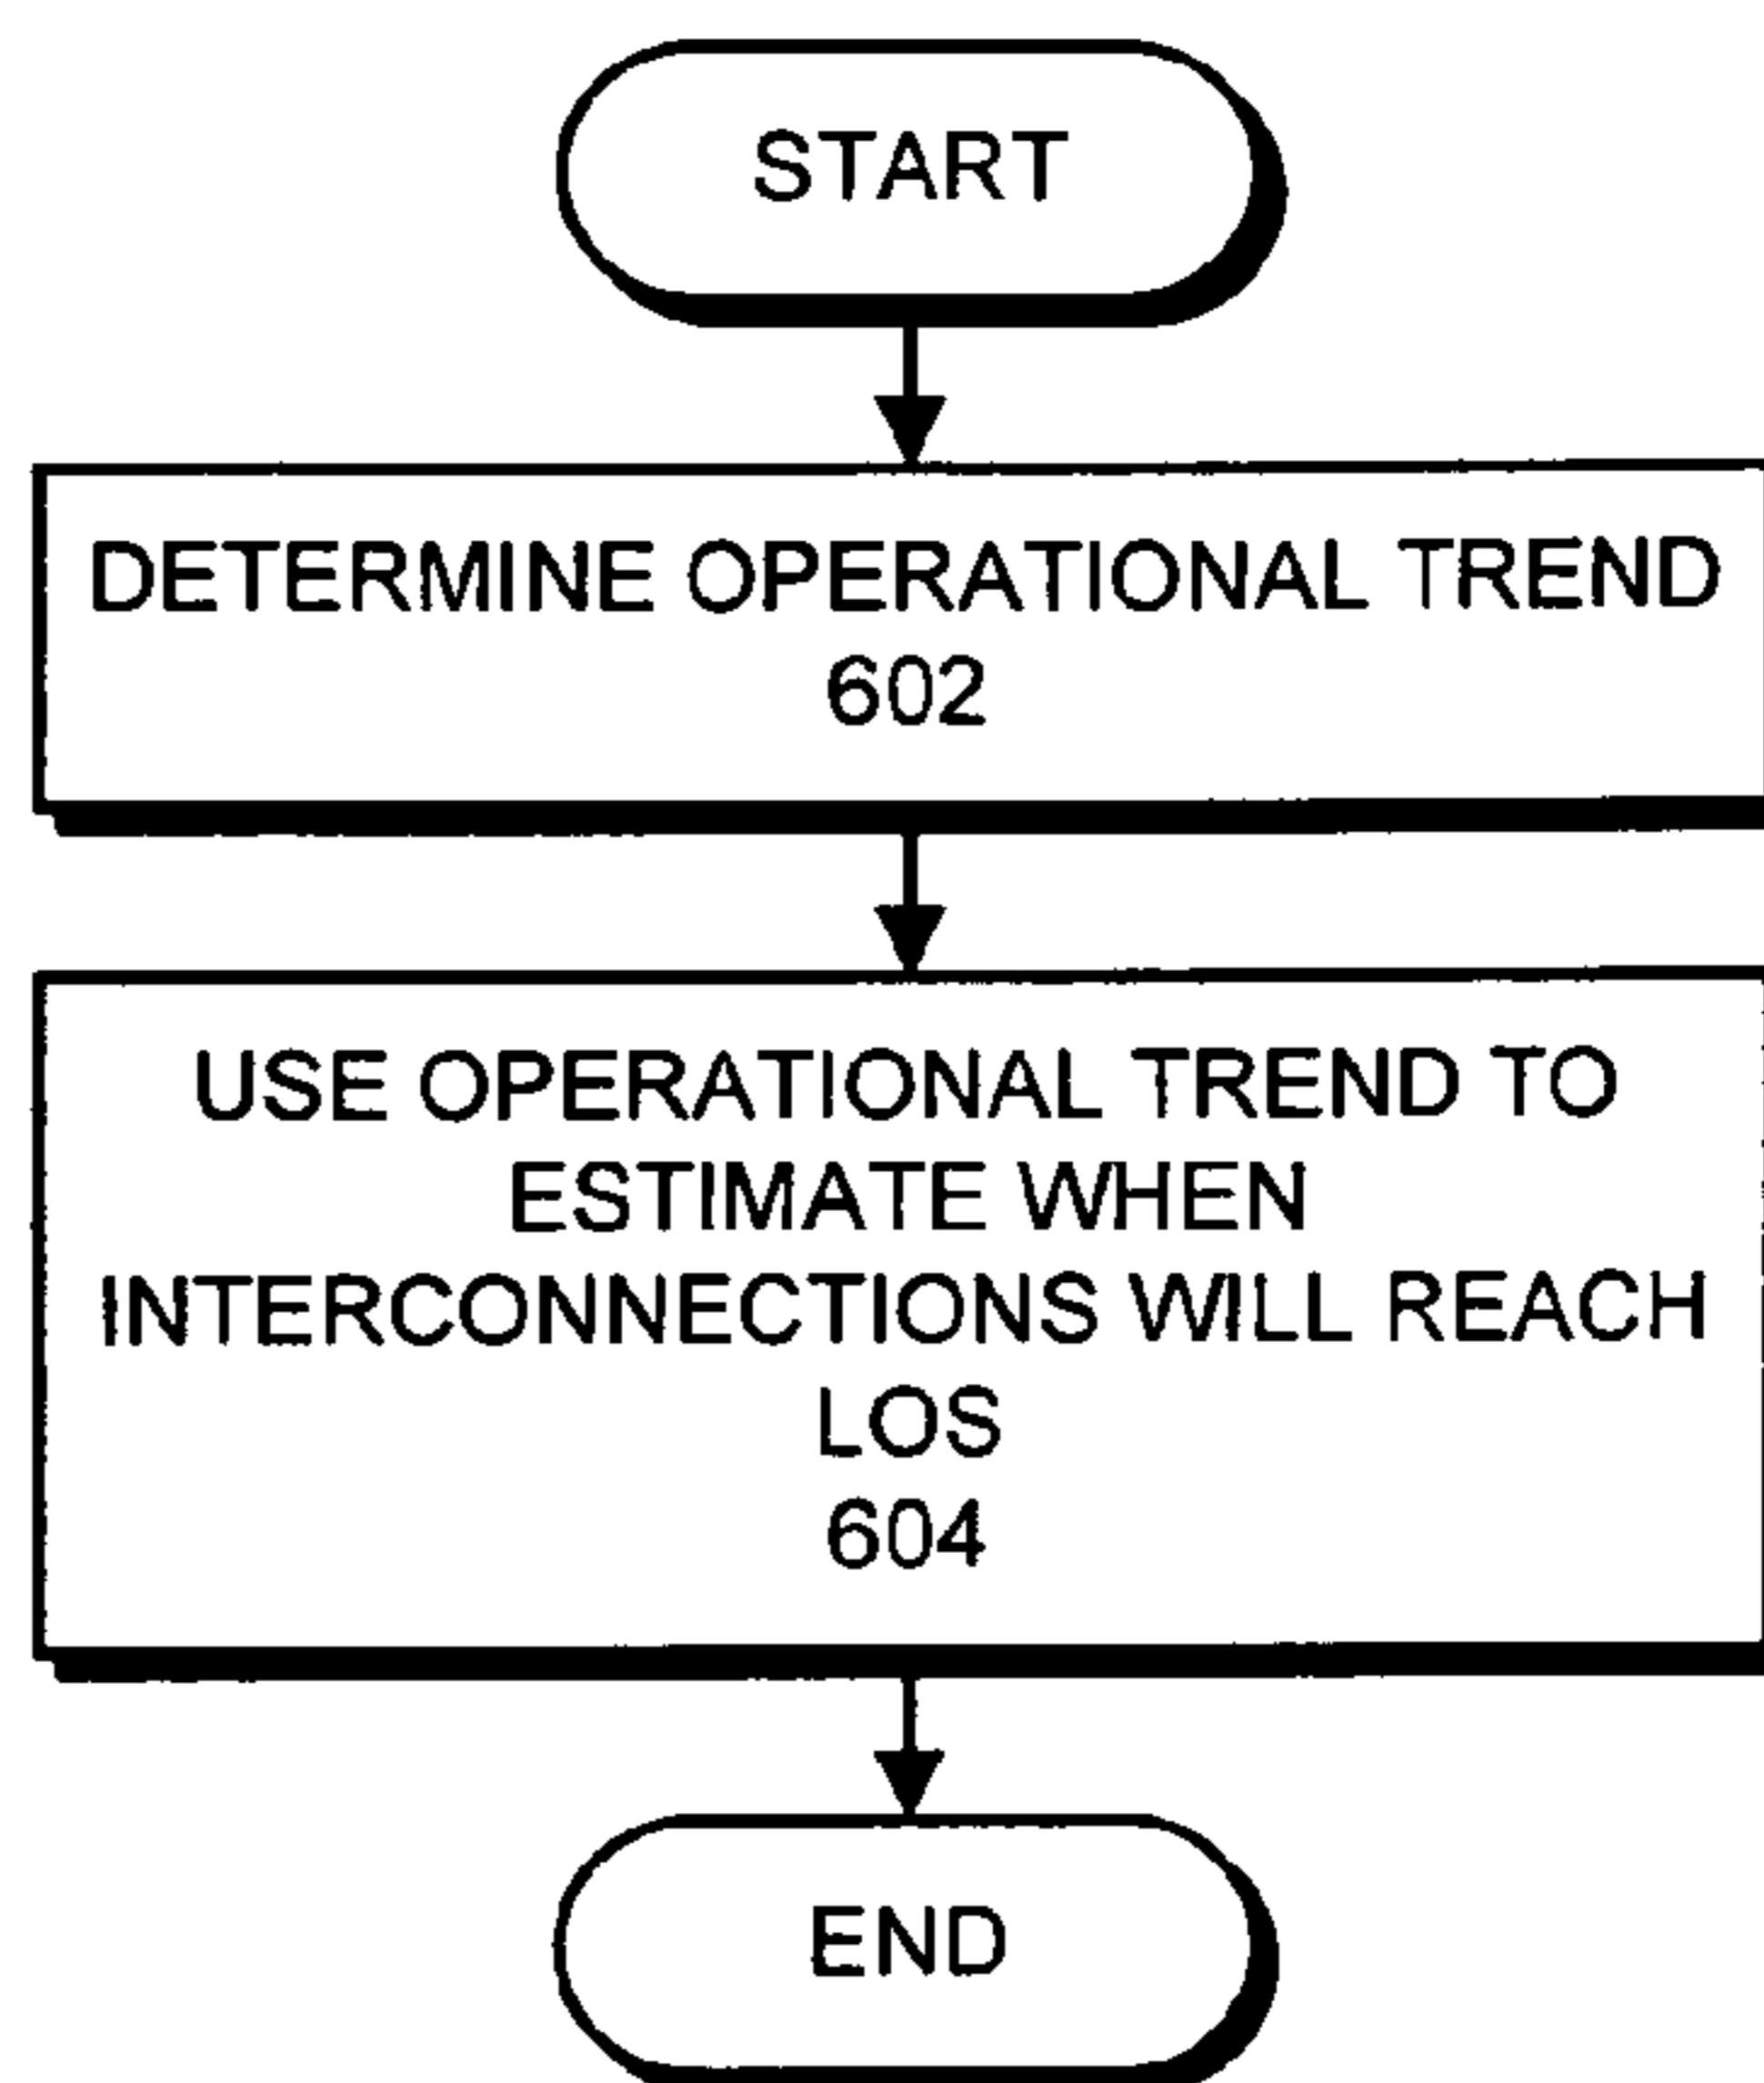 START
DETERMINE OPERATIONAL TREND
602
USE OPERATIONAL TREND TO
ESTIMATE WHEN
INTERCONNECTIONS WILL REACH
LOS
604
END